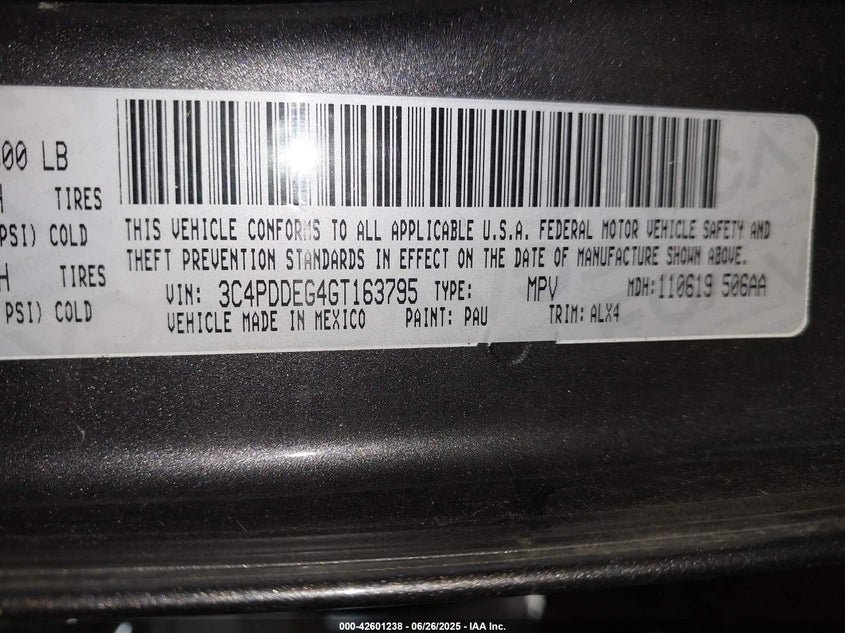 00 LB
TIRES
PSI) COLD
H TIRES
PSI) COLD
THIS VEHICLE CONFORMS TO ALL APPLICABLE U.S.A. FEDERAL MOTOR VEHICLE SAFETY AND
THEFT PREVENTION STANDARDS IN EFFECT ON THE DATE OF MANUFACTURE SHOWN ABOVE.
VIN: 3C4PDDEG4GT163795 TYPE: MPV MDH:110619 506AA
VEHICLE MADE IN MEXICO PAINT: PAU TRIM: ALX4
000-42601238 - 06/26/2025 - IAA Inc.